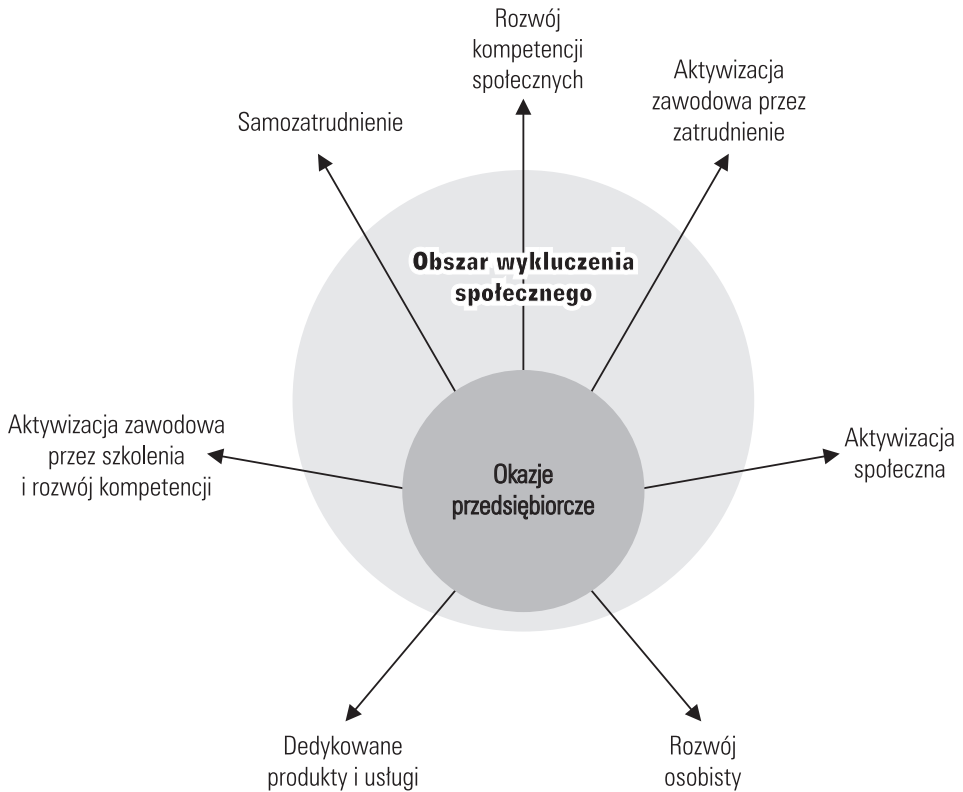 Rozwój
kompetencji
społecznych
Aktywizacja
zawodowa przez
zatrudnienie
Samozatrudnienie
Obszar wykluczenia
społecznego
Aktywizacja zawodowa
przez szkolenia
i rozwój kompetencji
Okazje
przedsiębiorcze
Aktywizacja
społeczna
Dedykowane
produkty i usługi
Rozwój
osobisty